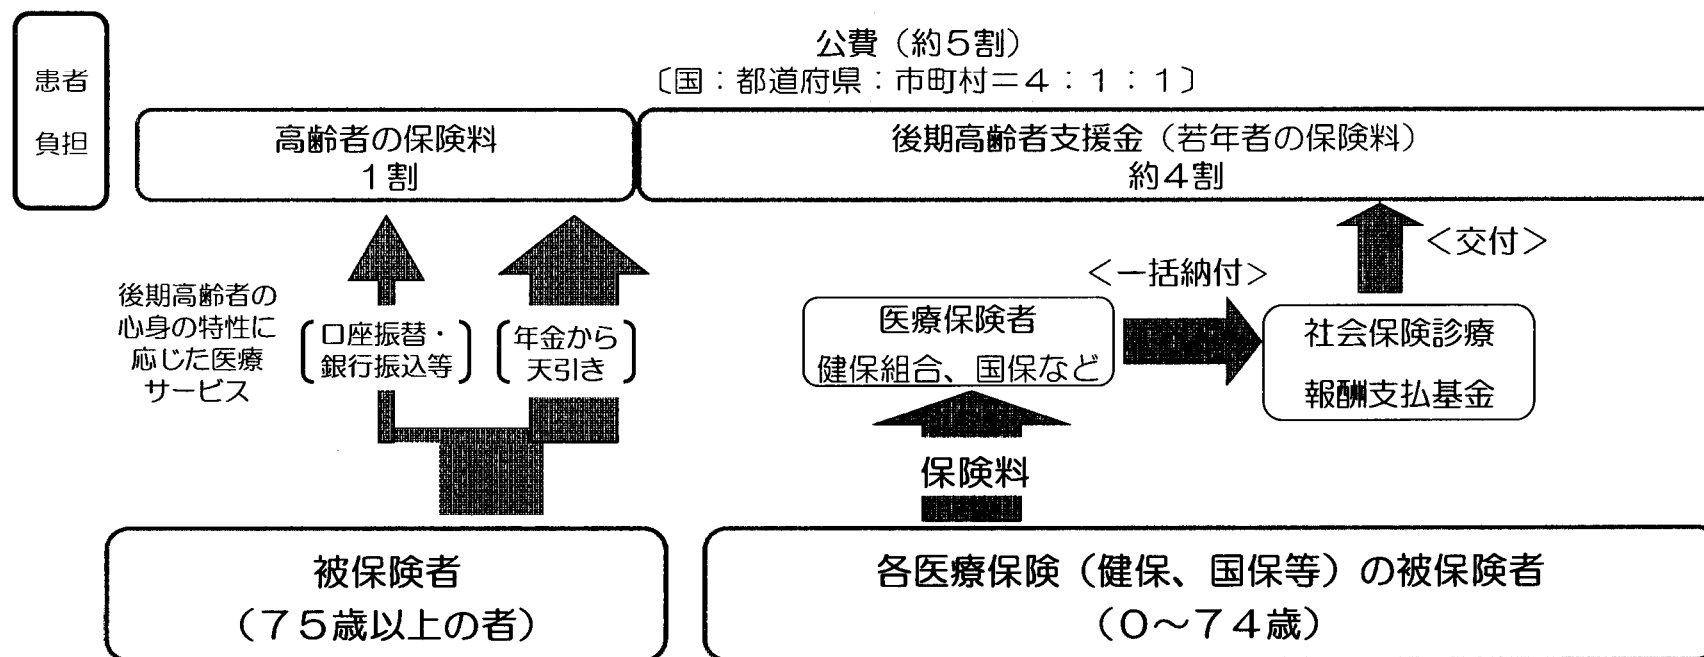 患者
負担
公費（約５割）
〔国：都道府県：市町村＝４：１：１〕
高齢者の保険料
１割
後期高齢者支援金（若年者の保険料）
約４割
＜交付＞
＜一括納付＞
後期高齢者の
心身の特性に
応じた医療
サービス
口座振替・
銀行振込等
年金から
天引き
医療保険者
健保組合、国保など
社会保険診療
報酬支払基金
保険料
被保険者
（７５歳以上の者）
各医療保険（健保、国保等）の被保険者
（０～７４歳）